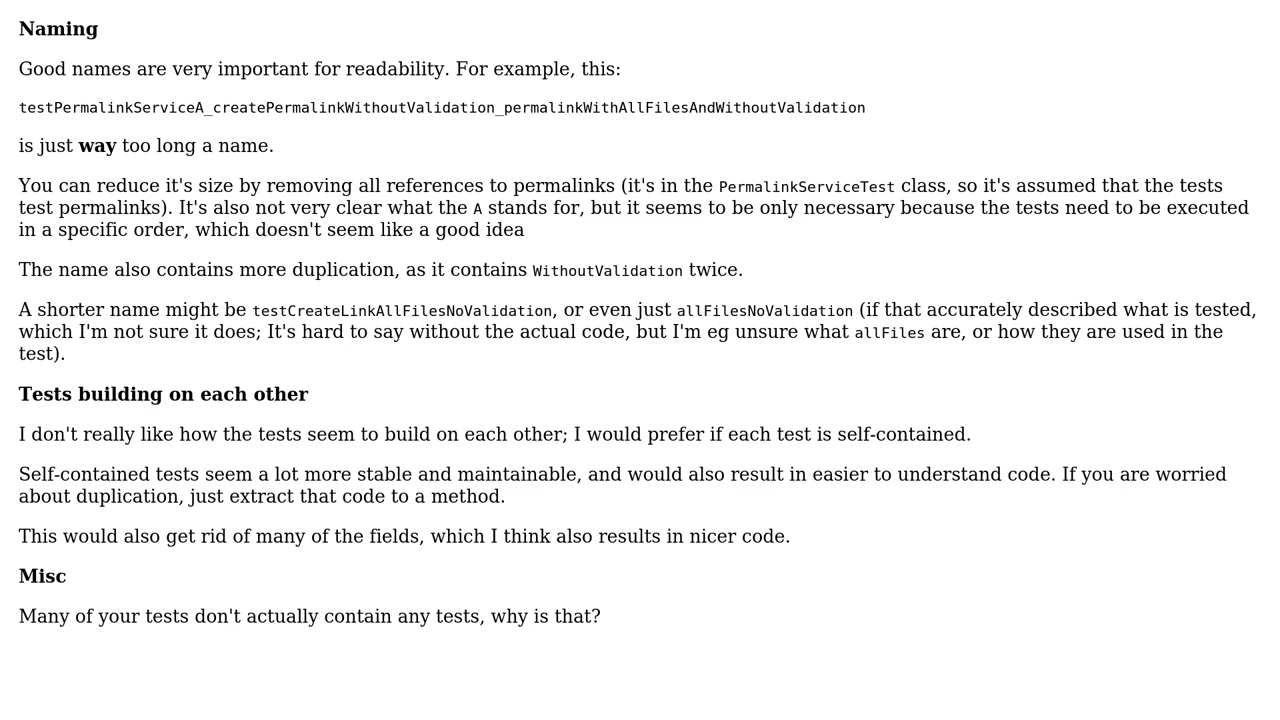 Naming
Good names are very important for readability. For example, this:
testPermalinkServiceA_createPermalinkWithoutValidation_permalinkWithAllFilesAndWithoutValidation
is just way too long a name.
You can reduce it's size by removing all references to permalinks (it's in the PermalinkServiceTest class, so it's assumed that the tests
test permalinks). It's also not very clear what the A stands for, but it seems to be only necessary because the tests need to be executed
in a specific order, which doesn't seem like a good idea
The name also contains more duplication, as it contains WithoutValidation twice.
A shorter name might be testCreateLinkAllFilesNoValidation, or even just allFilesNoValidation (if that accurately described what is tested,
which I'm not sure it does; It's hard to say without the actual code, but I'm eg unsure what allFiles are, or how they are used in the
test).
Tests building on each other
I don't really like how the tests seem to build on each other; I would prefer if each test is self-contained.
Self-contained tests seem a lot more stable and maintainable, and would also result in easier to understand code. If you are worried
about duplication, just extract that code to a method.
This would also get rid of many of the fields, which I think also results in nicer code.
Misc
Many of your tests don't actually contain any tests, why is that?